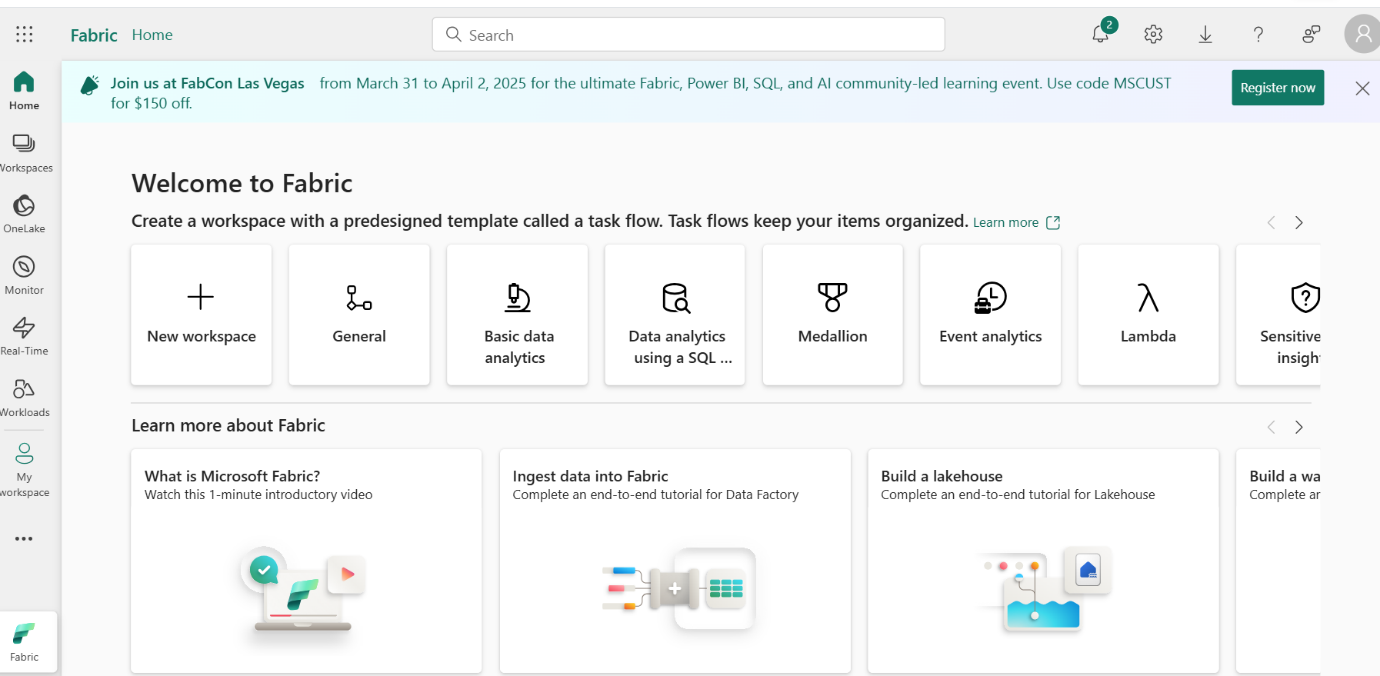 Fabric Home
Search
2
Join us at FabCon Las Vegas from March 31 to April 2, 2025 for the ultimate Fabric, Power BI, SQL, and AI community-led learning event. Use code MSCUST
for $150 off.
Register now
Home
Workspaces
OneLake
Monitor
Real-Time
Workloads
My
workspace
Fabric
Welcome to Fabric
Create a workspace with a predesigned template called a task flow. Task flows keep your items organized. Learn more
New workspace
General
Basic data
analytics
Data analytics
using a SQL ...
Medallion
Event analytics
Lambda
Sensitive
insigh
Learn more about Fabric
What is Microsoft Fabric?
Watch this 1-minute introductory video
Ingest data into Fabric
Complete an end-to-end tutorial for Data Factory
Build a lakehouse
Complete an end-to-end tutorial for Lakehouse
Build a wa
Complete ar